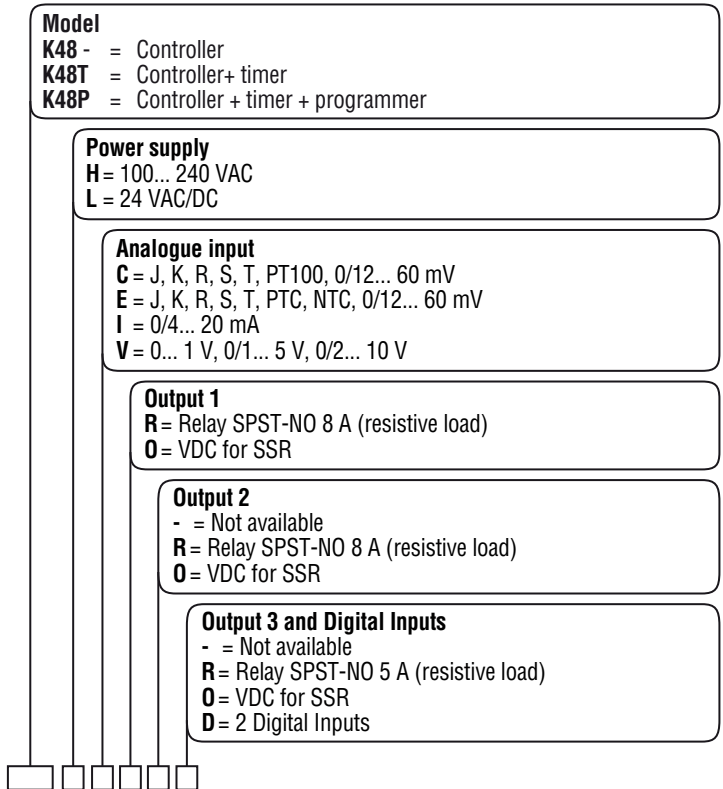 Model
K48 - = Controller
K48T = Controller+ timer
K48P = Controller + timer + programmer
Power supply
H = 100... 240 VAC
L = 24 VAC/DC
Analogue input
C = J, K, R, S, T, PT100, 0/12... 60 mV
E = J, K, R, S, T, PTC, NTC, 0/12... 60 mV
I = 0/4... 20 mA
V = 0... 1 V, 0/1... 5 V, 0/2... 10 V
Output 1
R = Relay SPST-NO 8 A (resistive load)
O = VDC for SSR
Output 2
- = Not available
R = Relay SPST-NO 8 A (resistive load)
O = VDC for SSR
Output 3 and Digital Inputs
- = Not available
R = Relay SPST-NO 5 A (resistive load)
O = VDC for SSR
D = 2 Digital Inputs